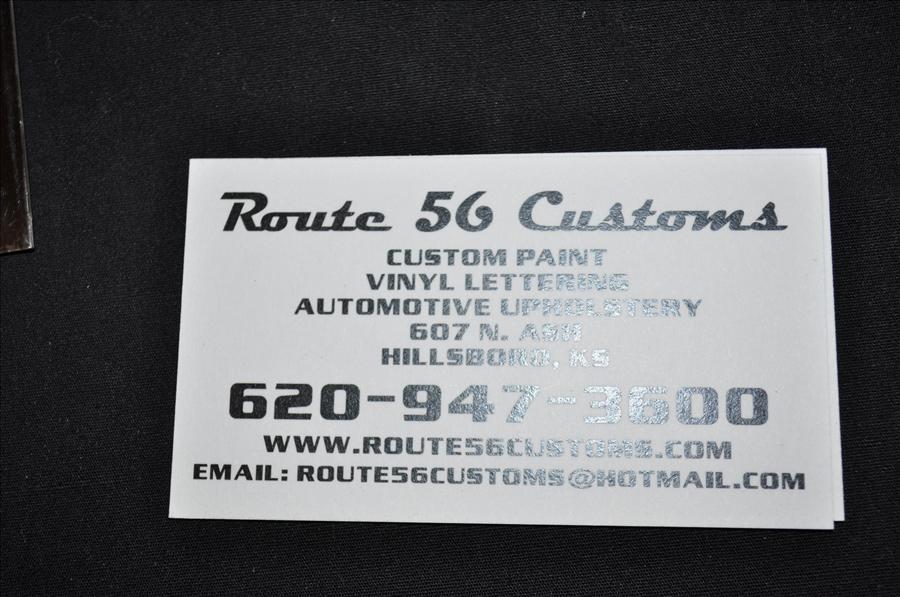 Route 56 Customs
CUSTOM PAINT
VINYL LETTERING
AUTOMOTIVE UPHOLSTERY
607 N. ASH
HILLSBORO, KS
620-947-3600
WWW.ROUTE56CUSTOMS.COM
EMAIL: ROUTE56CUSTOMS@HOTMAIL.COM